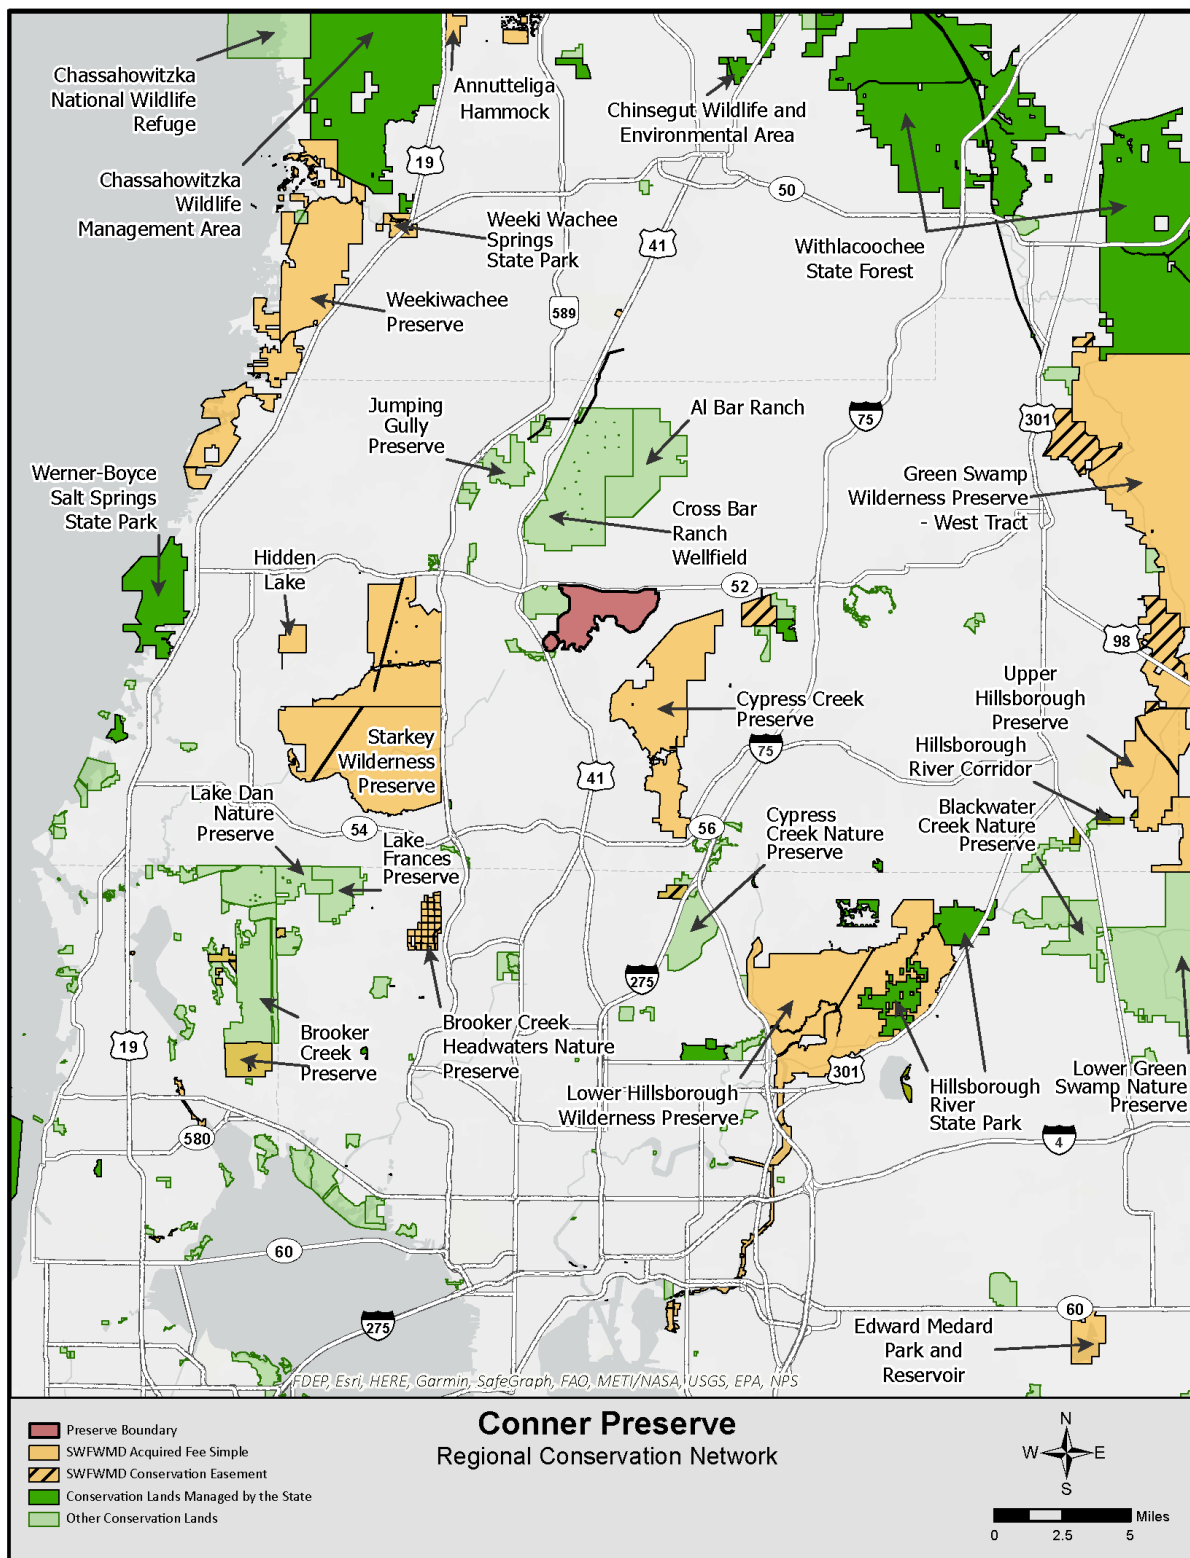 Chassahowitzka
National Wildlife
Refuge
Annutteliga
Hammock
Chinsegut Wildlife and
Environmental Area
19
50
Chassahowitzka
Wildlife
Management Area
Weeki Wachee
Springs
State Park
41
Withlacoochee
State Forest
Weekiwachee
Preserve
589
Jumping
Gully
Preserve
Al Bar Ranch
75
301
Werner-Boyce
Salt Springs
State Park
Green Swamp
Wilderness Preserve
- West Tract
Cross Bar
Ranch
Wellfield
Hidden
Lake
52
98
Upper
Hillsborough
Preserve
Cypress Creek
Preserve
Starkey
Wilderness
Preserve
75
Hillsborough
River Corridor
41
Lake Dan
Nature
Preserve
54
56
Cypress
Creek Nature
Preserve
Blackwater
Creek Nature
Preserve
Lake
Frances
Preserve
275
19
Brooker
Creek
Preserve
Brooker Creek
Headwaters Nature
Preserve
301
Lower Hillsborough
Wilderness Preserve
Hillsborough
River
State Park
Lower Green
Swamp Nature
Preserve
580
4
60
275
60
Edward Medard
Park and
Reservoir
FDEP, Esri, HERE, Garmin, SafeGraph, FAO, METI/NASA, USGS, EPA, NPS
Conner Preserve
Regional Conservation Network
Preserve Boundary
SWFWMD Acquired Fee Simple
SWFWMD Conservation Easement
Conservation Lands Managed by the State
Other Conservation Lands
N
W E
S
Miles
0 2.5 5